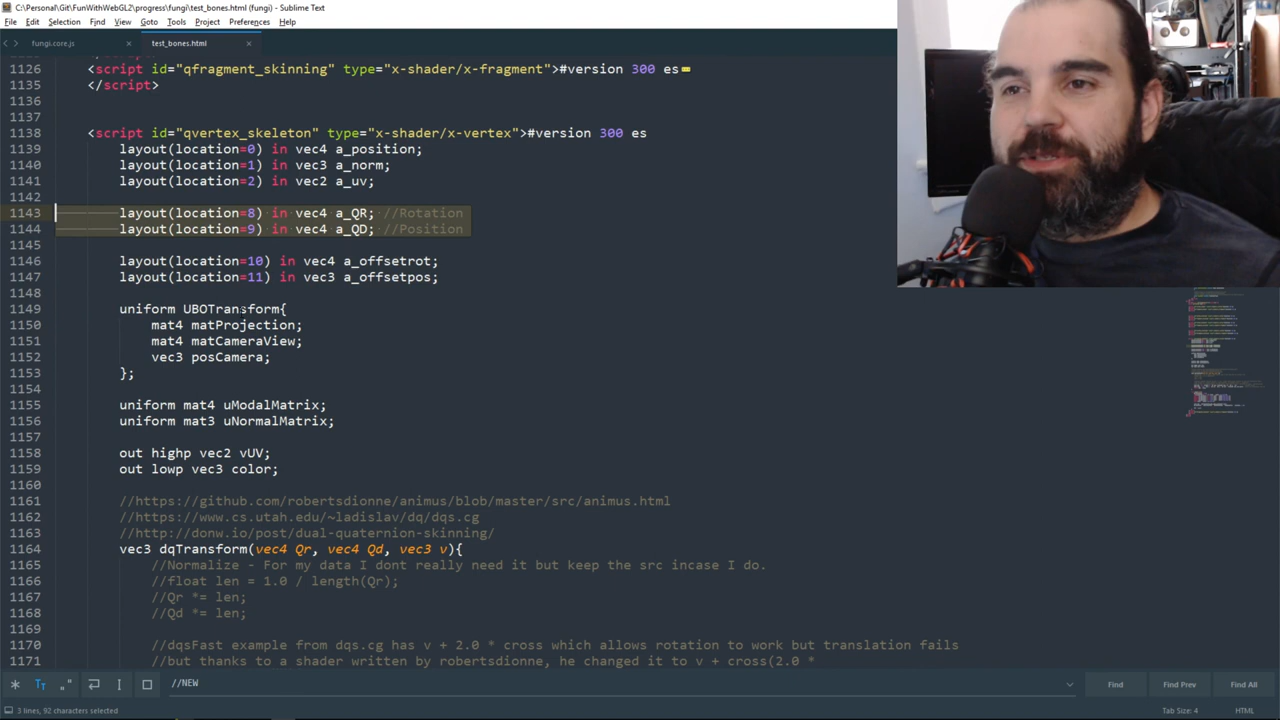 C:\Personal\Git\FunWithWebGL2\progress\fungi\test_bones.html (fungi) - Sublime Text
File Edit Selection Find View Goto Tools Project Preferences Help
fungi.core.js × test_bones.html ×
1126 <script id="qfragment_skinning" type="x-shader/x-fragment">#version 300 es
1135 </script>
1136
1137
1138 <script id="qvertex_skeleton" type="x-shader/x-vertex">#version 300 es
1139 layout(location=0) in vec4 a_position;
1140 layout(location=1) in vec3 a_norm;
1141 layout(location=2) in vec2 a_uv;
1142
1143 layout(location=8) in vec4 a_QR; //Rotation
1144 layout(location=9) in vec4 a_QD; //Position
1145
1146 layout(location=10) in vec4 a_offsetrot;
1147 layout(location=11) in vec3 a_offsetpos;
1148
1149 uniform UBOTransform{
1150 mat4 matProjection;
1151 mat4 matCameraView;
1152 vec3 posCamera;
1153 };
1154
1155 uniform mat4 uModalMatrix;
1156 uniform mat3 uNormalMatrix;
1157
1158 out highp vec2 vUV;
1159 out lowp vec3 color;
1160
1161 //https://github.com/robertsdionne/animus/blob/master/src/animus.html
1162 //https://www.cs.utah.edu/~ladislav/dq/dqs.cg
1163 //http://donw.io/post/dual-quaternion-skinning/
1164 vec3 dqTransform(vec4 Qr, vec4 Qd, vec3 v){
1165 //Normalize - For my data I dont really need it but keep the src incase I do.
1166 //float len = 1.0 / length(Qr);
1167 //Qr *= len;
1168 //Qd *= len;
1169
1170 //dqsFast example from dqs.cg has v + 2.0 * cross which allows rotation to work but translation fails
1171 //but thanks to a shader written by robertsdionne, he changed it to v + cross(2.0 *
//NEW
Find Find Prev Find All
3 lines, 92 characters selected Tab Size: 4 HTML